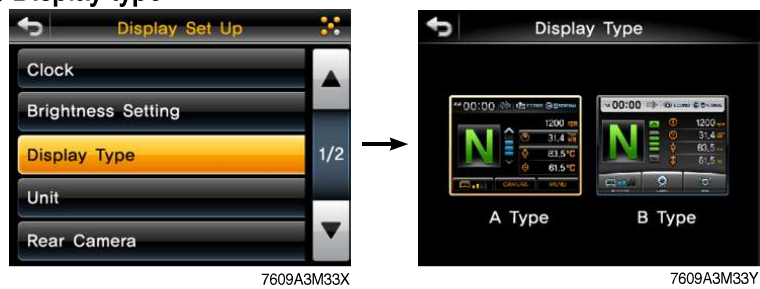 Display type
Display Set Up
Clock
Brightness Setting
Display Type
1/2
Unit
Rear Camera
7609A3M33X
Display Type
AM 00:00
1200
N
31.4
83.5°C
61.5°C
CAMERA
MENU
A Type
AM 00:00
1200
N
31.4
83.5
61.5
B Type
7609A3M33Y